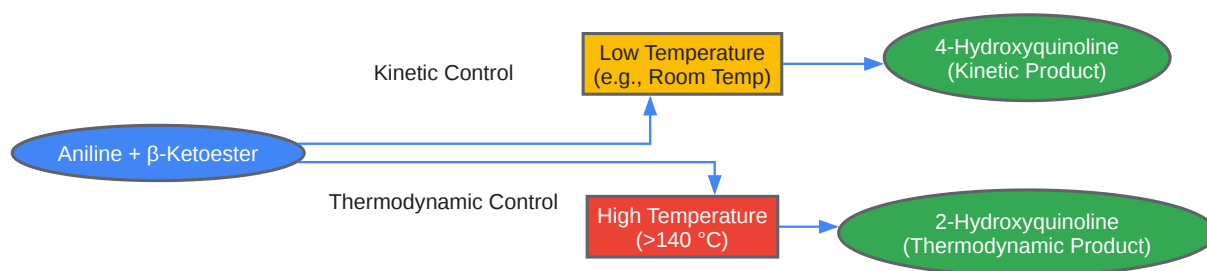 Low Temperature
(e.g., Room Temp)
4-Hydroxyquinoline
(Kinetic Product)
Kinetic Control
Aniline + β-Ketoester
Thermodynamic Control
High Temperature
(>140 °C)
2-Hydroxyquinoline
(Thermodynamic Product)